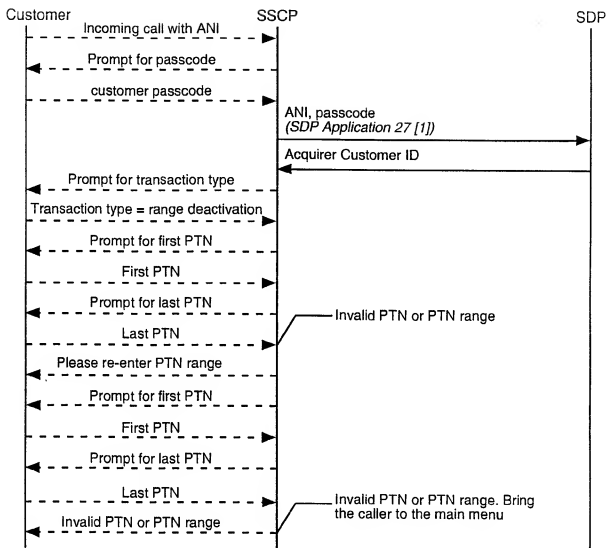 Customer SSCP SDP
Incoming call with ANI
Prompt for passcode
customer passcode
ANI, passcode
(SDP Application 27 [1])
Acquirer Customer ID
Prompt for transaction type
Transaction type = range deactivation
Prompt for first PTN
First PTN
Prompt for last PTN
Invalid PTN or PTN range
Last PTN
Please re-enter PTN range
Prompt for first PTN
First PTN
Prompt for last PTN
Last PTN
Invalid PTN or PTN range. Bring
the caller to the main menu
Invalid PTN or PTN range